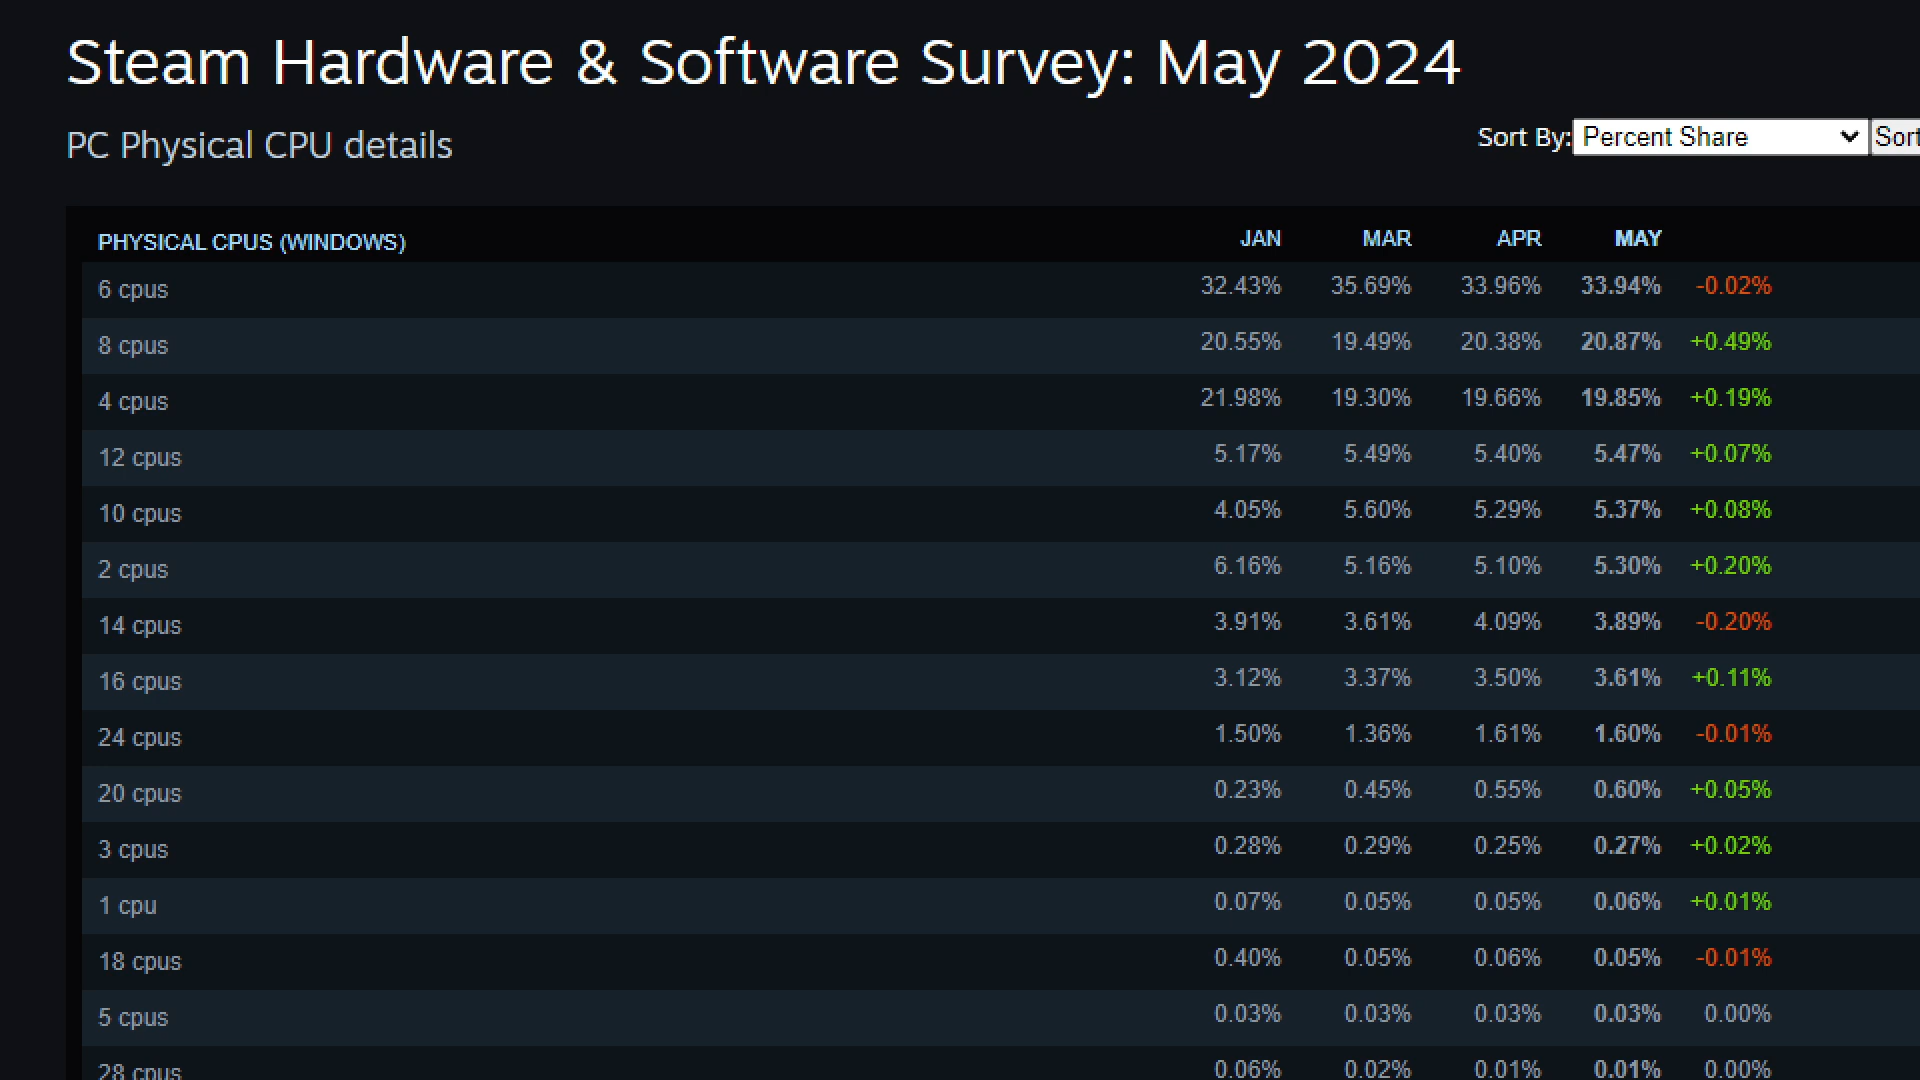 Steam Hardware & Software Survey: May 2024
PC Physical CPU details
Sort By: Percent Share Sort
PHYSICAL CPUS (WINDOWS) JAN MAR APR MAY
6 cpus 32.43% 35.69% 33.96% 33.94% -0.02%
8 cpus 20.55% 19.49% 20.38% 20.87% +0.49%
4 cpus 21.98% 19.30% 19.66% 19.85% +0.19%
12 cpus 5.17% 5.49% 5.40% 5.47% +0.07%
10 cpus 4.05% 5.60% 5.29% 5.37% +0.08%
2 cpus 6.16% 5.16% 5.10% 5.30% +0.20%
14 cpus 3.91% 3.61% 4.09% 3.89% -0.20%
16 cpus 3.12% 3.37% 3.50% 3.61% +0.11%
24 cpus 1.50% 1.36% 1.61% 1.60% -0.01%
20 cpus 0.23% 0.45% 0.55% 0.60% +0.05%
3 cpus 0.28% 0.29% 0.25% 0.27% +0.02%
1 cpu 0.07% 0.05% 0.05% 0.06% +0.01%
18 cpus 0.40% 0.05% 0.06% 0.05% -0.01%
5 cpus 0.03% 0.03% 0.03% 0.03% 0.00%
28 cpus 0.06% 0.02% 0.01% 0.01% 0.00%